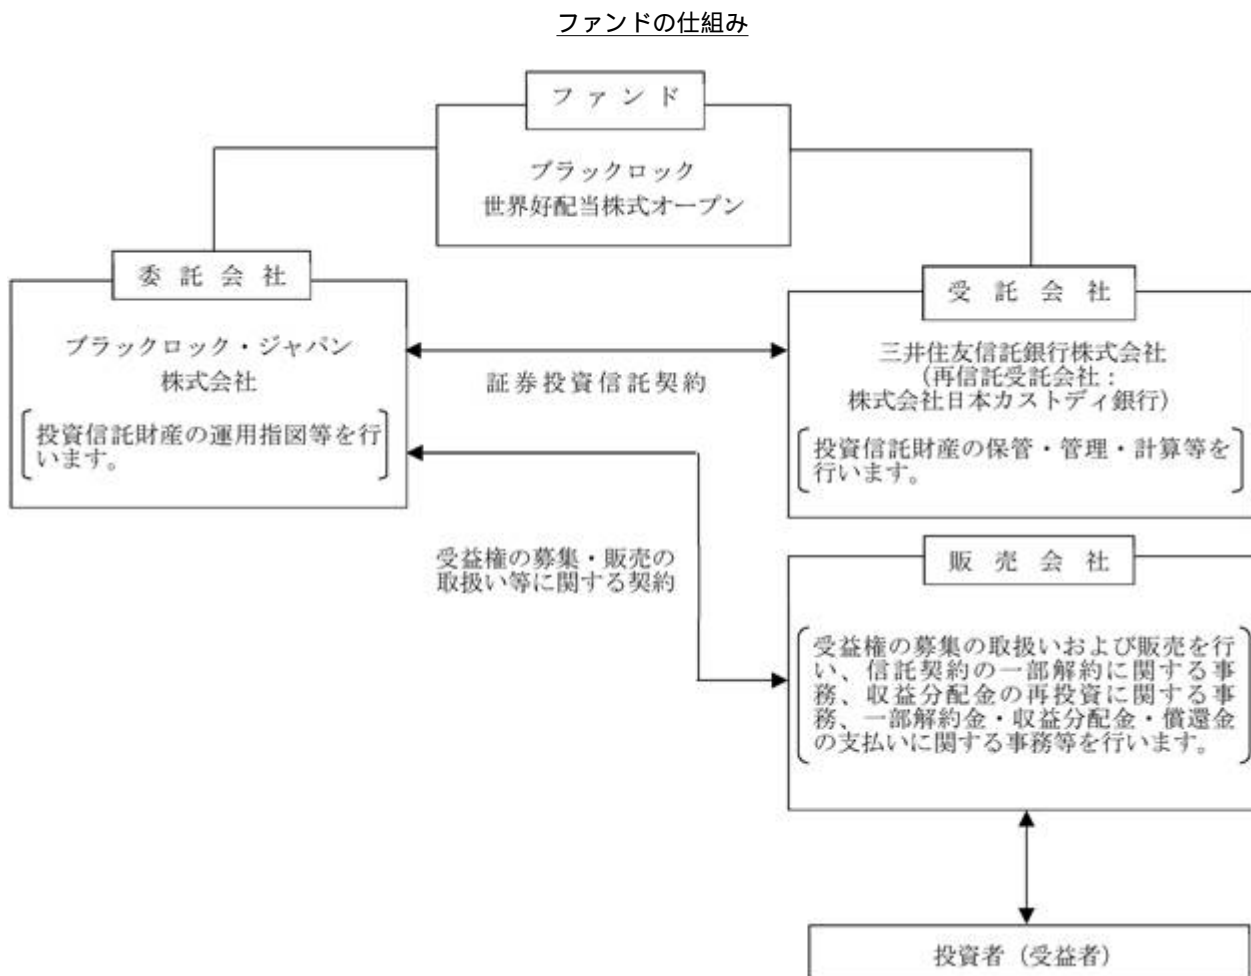 ファンドの仕組み
ファンド
ブラックロック
世界好配当株式オープン
委託会社
ブラックロック・ジャパン
株式会社
投資信託財産の運用指図等を行
います。
証券投資信託契約
受託会社
三井住友信託銀行株式会社
(再信託受託会社:
株式会社日本カストディ銀行)
投資信託財産の保管・管理・計算等を
行います。
受益権の募集・販売の
取扱い等に関する契約
販売会社
受益権の募集の取扱いおよび販売を行
い、信託契約の一部解約に関する事
務、収益分配金の再投資に関する事
務、一部解約金・収益分配金・償還金
の支払いに関する事務等を行います。
投資者(受益者)